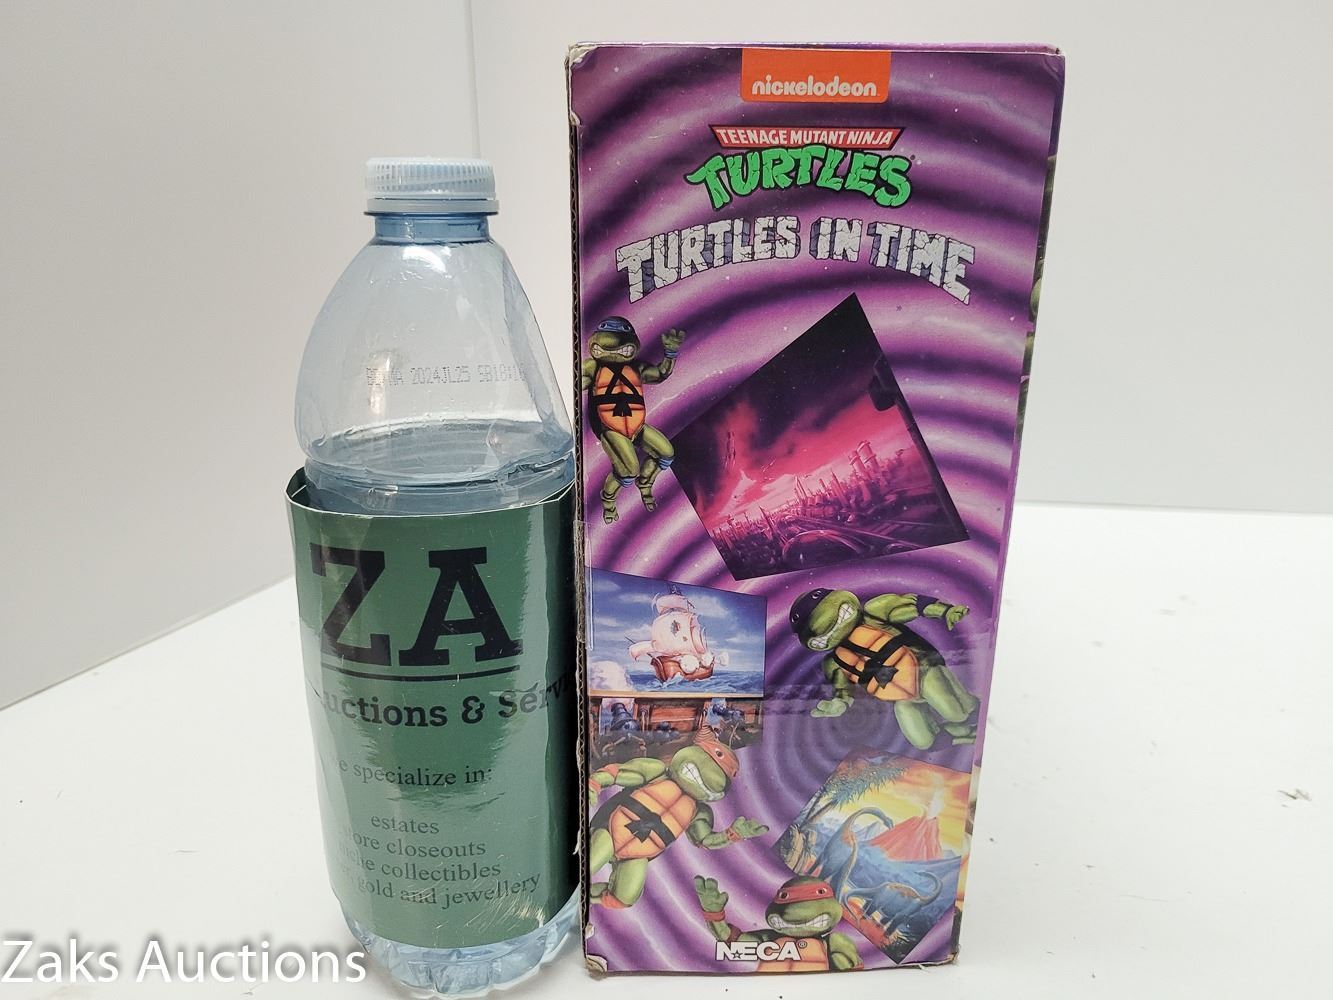 nickelodeon
TEENAGE MUTANT NINJA
TURTLES
TURTLES IN TIME
2024JL25
ZA
uctions & Serv
e specialize in:
estates
ore closeouts
che collectibles
gold and jewellery
NECA®
Zaks Auctions